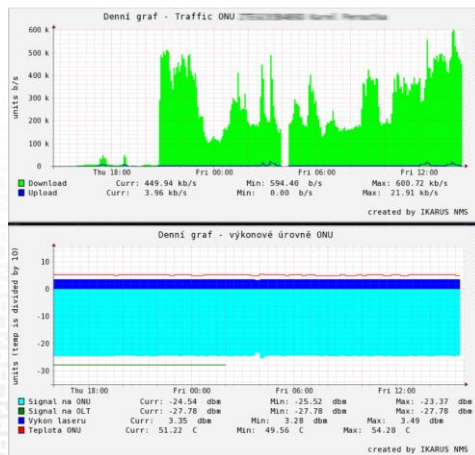 Denní graf - Traffic ONU
600 k
500 k
400 k
300 k
200 k
100 k
0
units b/s
Thu 18:00 Fri 00:00 Fri 06:00 Fri 12:00
Download Curr: 449.94 kb/s Min: 594.40 b/s Max: 600.72 kb/s
Upload Curr: 3.96 kb/s Min: 0.00 b/s Max: 21.91 kb/s
created by IKARUS NMS
Denní graf - výkonové úrovně ONU
10
0
-10
-20
-30
units (temp is divided by 10)
Thu 18:00 Fri 00:00 Fri 06:00 Fri 12:00
Signal na ONU Curr: -24.54 dbm Min: -25.52 dbm Max: -23.37 dbm
Signal na OLT Curr: -27.78 dbm Min: -27.78 dbm Max: -27.78 dbm
Vykon laseru Curr: 3.35 dbm Min: 3.28 dbm Max: 3.49 dbm
Teplota ONU Curr: 51.22 C Min: 49.56 C Max: 54.28 C
created by IKARUS NMS